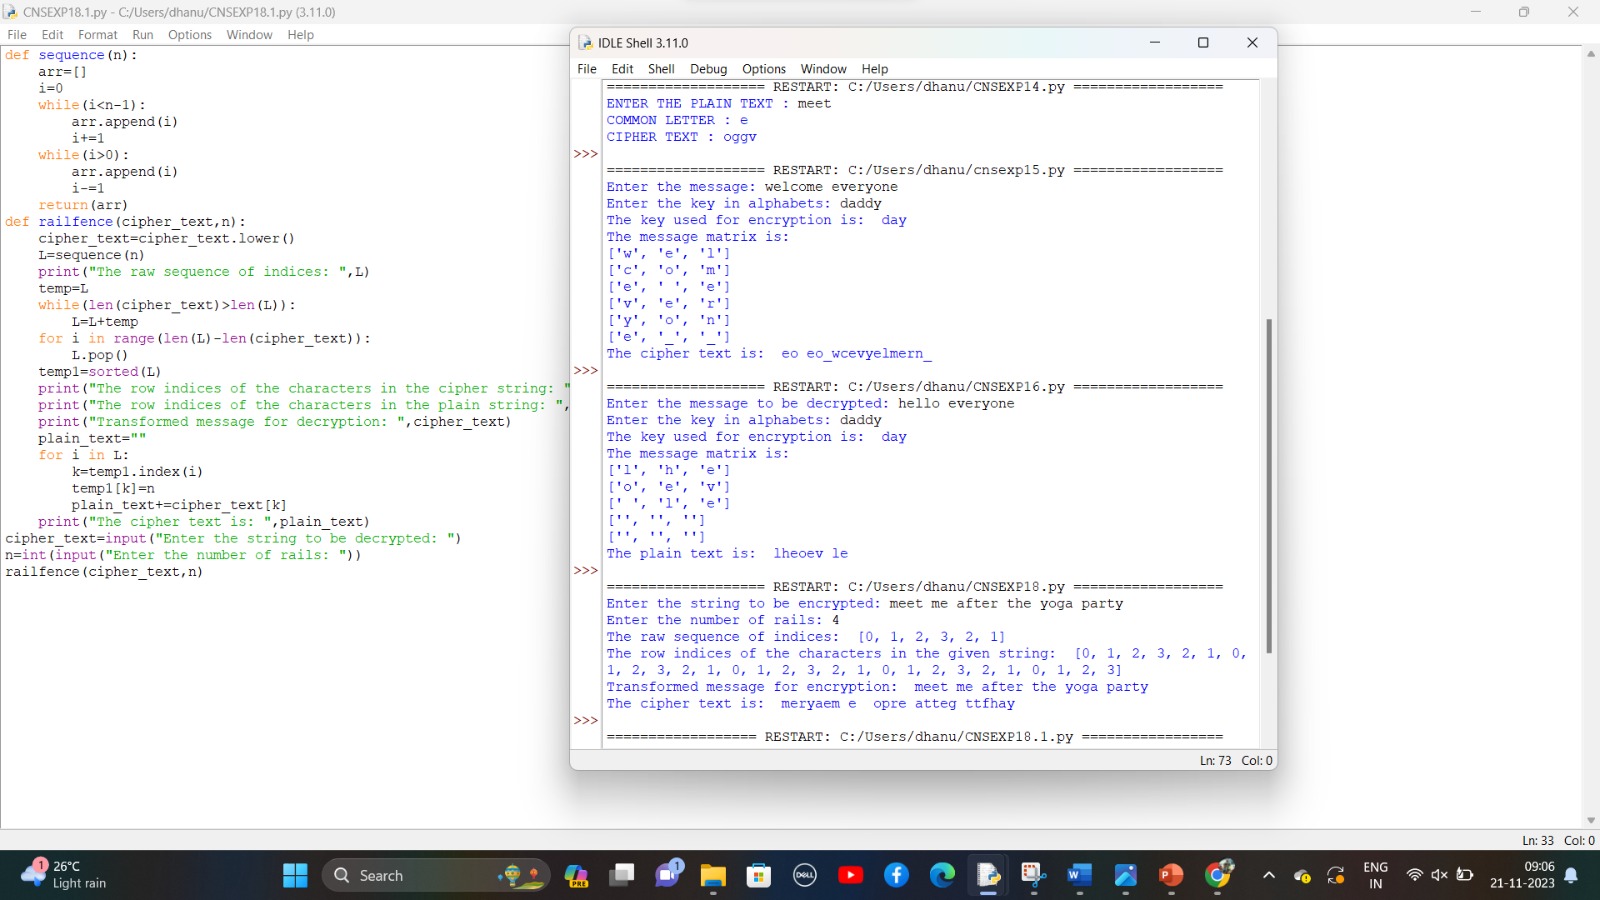 CNSEXP18.1.py - C:/Users/dhanu/CNSEXP18.1.py (3.11.0)
File Edit Format Run Options Window Help
def sequence(n):
    arr=[]
    i=0
    while(i<n-1):
        arr.append(i)
        i+=1
    while(i>0):
        arr.append(i)
        i-=1
    return(arr)
def railfence(cipher_text,n):
    cipher_text=cipher_text.lower()
    L=sequence(n)
    print("The raw sequence of indices: ",L)
    temp=L
    while(len(cipher_text)>len(L)):
        L=L+temp
    for i in range(len(L)-len(cipher_text)):
        L.pop()
    temp1=sorted(L)
    print("The row indices of the characters in the cipher string: "
    print("The row indices of the characters in the plain string: ",
    print("Transformed message for decryption: ",cipher_text)
    plain_text=""
    for i in L:
        k=temp1.index(i)
        temp1[k]=n
        plain_text+=cipher_text[k]
    print("The cipher text is: ",plain_text)
cipher_text=input("Enter the string to be decrypted: ")
n=int(input("Enter the number of rails: "))
railfence(cipher_text,n)
IDLE Shell 3.11.0
File Edit Shell Debug Options Window Help
=================== RESTART: C:/Users/dhanu/CNSEXP14.py ==================
ENTER THE PLAIN TEXT : meet
COMMON LETTER : e
CIPHER TEXT : oggv
>>>
=================== RESTART: C:/Users/dhanu/cnsexp15.py ==================
Enter the message: welcome everyone
Enter the key in alphabets: daddy
The key used for encryption is:  day
The message matrix is:
['w', 'e', 'l']
['c', 'o', 'm']
['e', ' ', 'e']
['v', 'e', 'r']
['y', 'o', 'n']
['e', '_', '_']
The cipher text is:  eo eo_wcevyelmern_
>>>
=================== RESTART: C:/Users/dhanu/CNSEXP16.py ==================
Enter the message to be decrypted: hello everyone
Enter the key in alphabets: daddy
The key used for encryption is:  day
The message matrix is:
['l', 'h', 'e']
['o', 'e', 'v']
[' ', 'l', 'e']
['', '', '']
['', '', '']
The plain text is:  lheoev le
>>>
=================== RESTART: C:/Users/dhanu/CNSEXP18.py ==================
Enter the string to be encrypted: meet me after the yoga party
Enter the number of rails: 4
The raw sequence of indices:  [0, 1, 2, 3, 2, 1]
The row indices of the characters in the given string:  [0, 1, 2, 3, 2, 1, 0,
1, 2, 3, 2, 1, 0, 1, 2, 3, 2, 1, 0, 1, 2, 3, 2, 1, 0, 1, 2, 3]
Transformed message for encryption:  meet me after the yoga party
The cipher text is:  meryaem e  opre atteg ttfhay
>>>
================== RESTART: C:/Users/dhanu/CNSEXP18.1.py =================
Ln: 73 Col: 0
Ln: 33 Col: 0
1
26°C
Light rain
Search
PRE
1
DELL
W
P
ENG
IN
09:06
21-11-2023